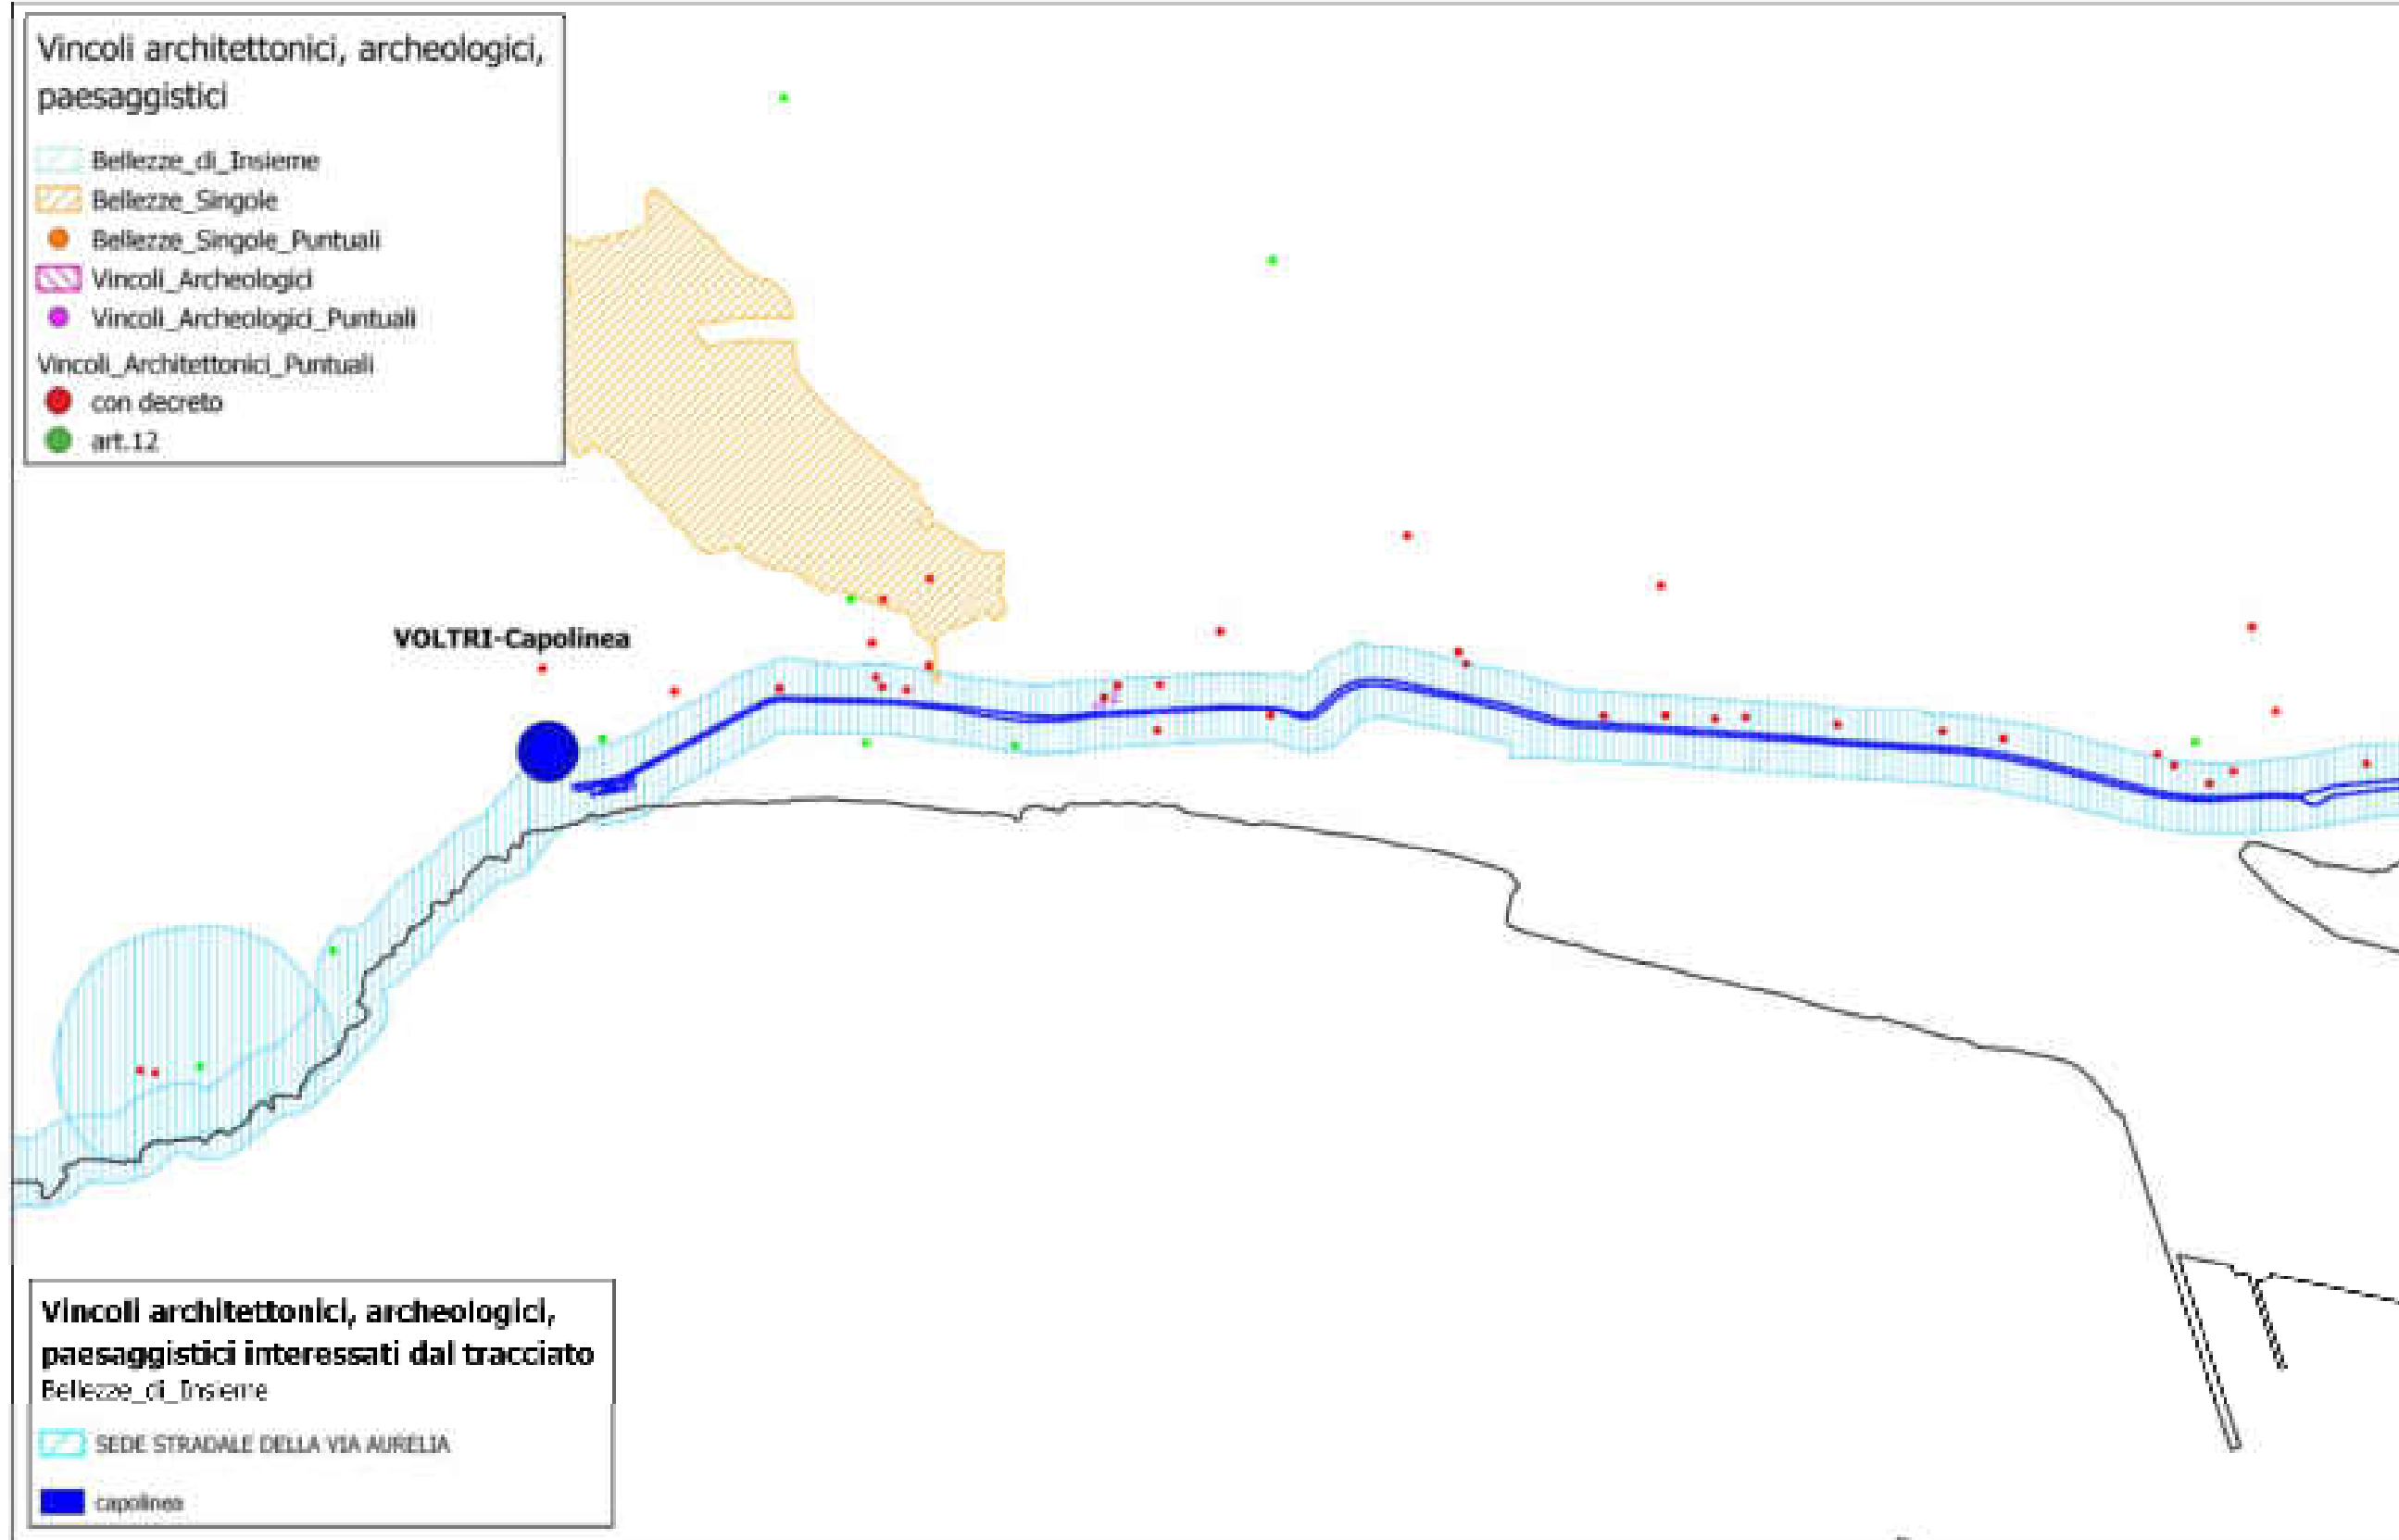 Vincoli architettonici, archeologici,
paesaggistici
Bellezze_di_Insieme
Bellezze_Singole
Bellezze_Singole_Puntuali
Vincoli_Archeologici
Vincoli_Archeologici_Puntuali
Vincoli_Architettonici_Puntuali
con decreto
art.12
VOLTRI-Capolinea
Vincoli architettonici, archeologici,
paesaggistici interessati dal tracciato
Bellezze_di_Insieme
SEDE STRADALE DELLA VIA AURELIA
capolinea